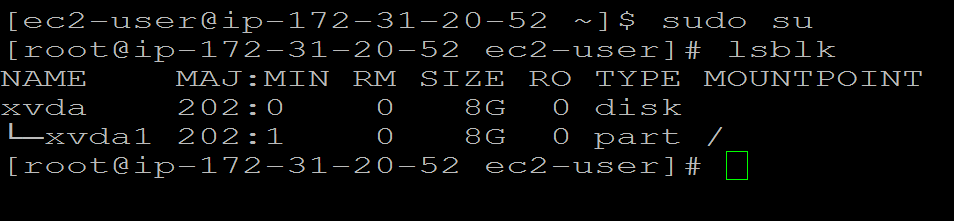 [ec2-user@ip-172-31-20-52 ~]$ sudo su
[root@ip-172-31-20-52 ec2-user]# lsblk
NAME    MAJ:MIN RM SIZE RO TYPE MOUNTPOINT
xvda    202:0    0   8G  0 disk
└─xvda1 202:1    0   8G  0 part /
[root@ip-172-31-20-52 ec2-user]#